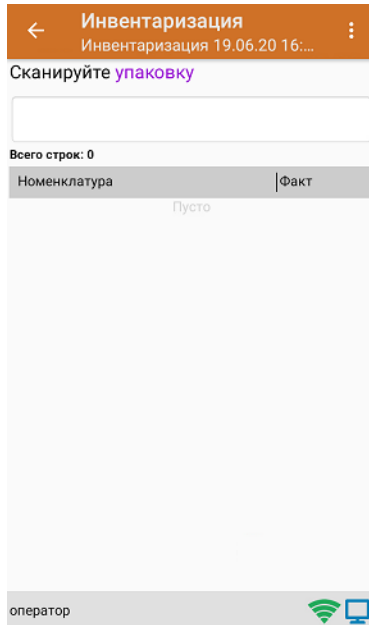 Инвентаризация
Инвентаризация 19.06.20 16:...
Сканируйте упаковку
Всего строк: 0
Номенклатура Факт
Пусто
оператор